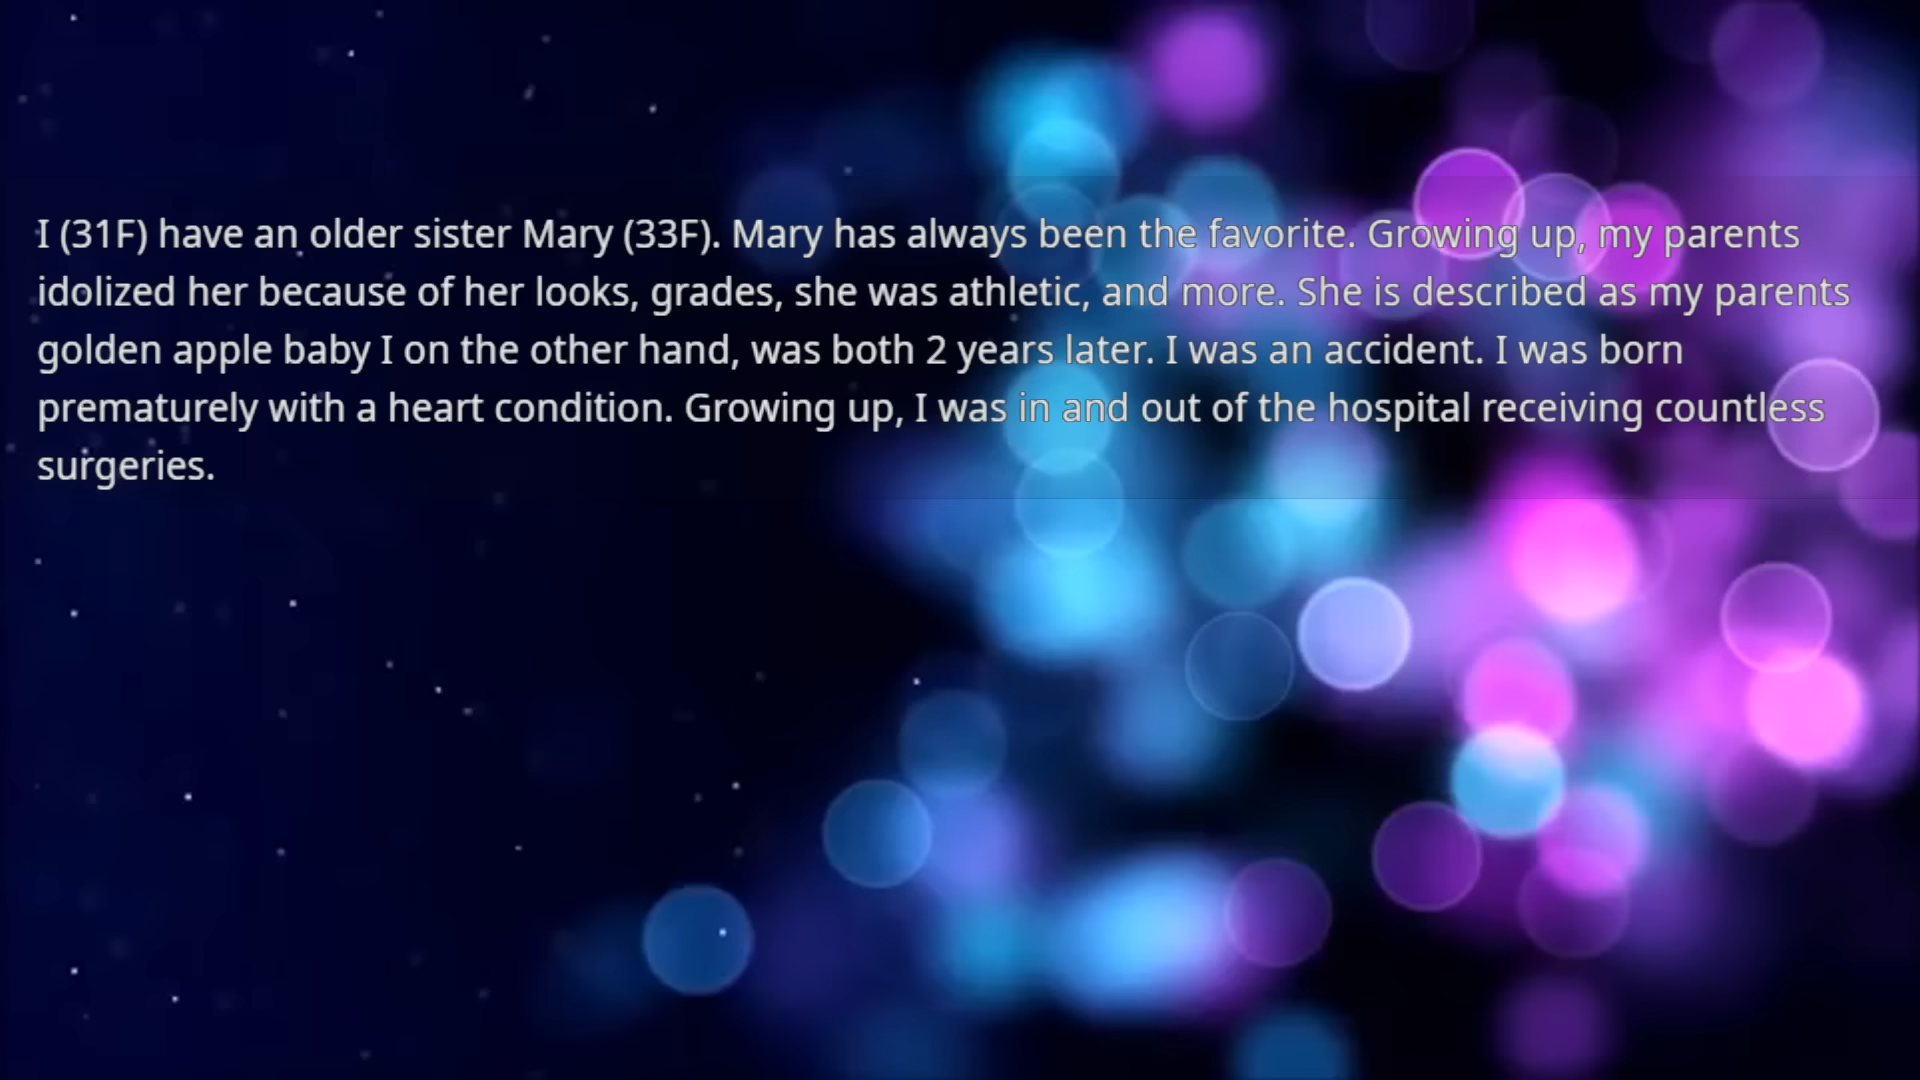 I (31F) have an older sister Mary (33F). Mary has always been the favorite. Growing up, my parents
idolized her because of her looks, grades, she was athletic, and more. She is described as my parents
golden apple baby I on the other hand, was both 2 years later. I was an accident. I was born
prematurely with a heart condition. Growing up, I was in and out of the hospital receiving countless
surgeries.